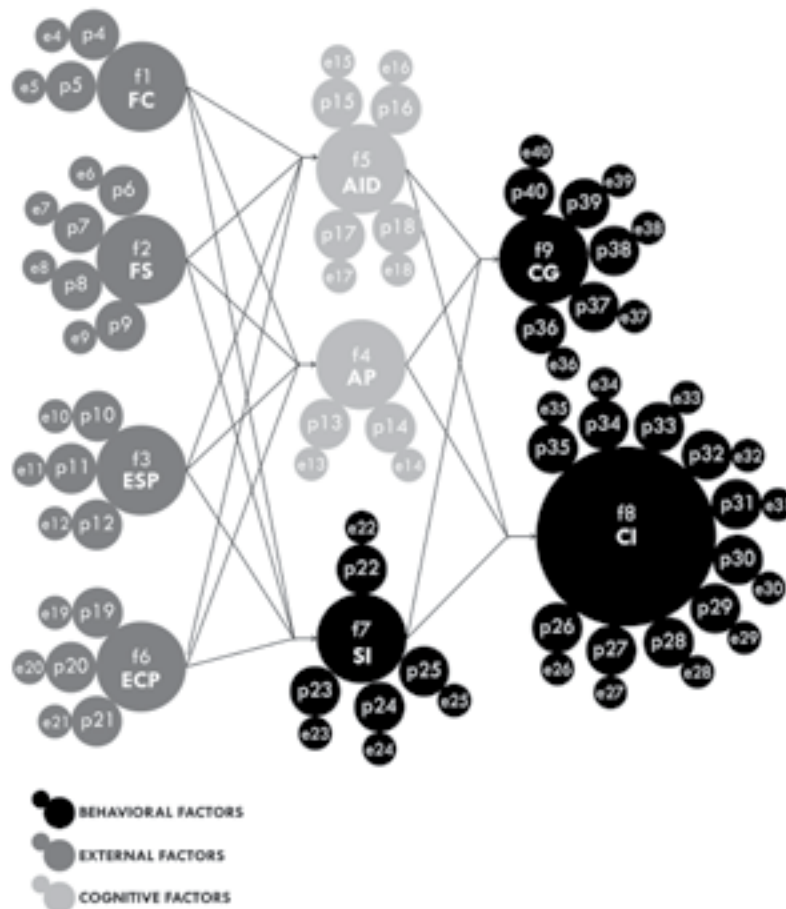 e4 p4
e5 p5
f1
FC
e6 p6
e7 p7
f2
FS
e8 p8
e9 p9
e10 p10
e11 p11
f3
ESP
e12 p12
e19 p19
e20 p20
f6
ECP
e21 p21
e15 e16
p15 p16
f5
AID
p17 p18
e17 e18
f4
AP
p13 p14
e13 e14
e22
p22
f7
SI
p23 p24 p25
e23 e24 e25
e40
p40 p39 e39
p38 e38
f9
CG
p37 e37
p36
e36
e35 e34 e33
p35 p34 p33
p32 e32
p31
f8
CI
p30 e30
p29 e29
p26 p27 p28
e26 e27 e28
BEHAVIORAL FACTORS
EXTERNAL FACTORS
COGNITIVE FACTORS